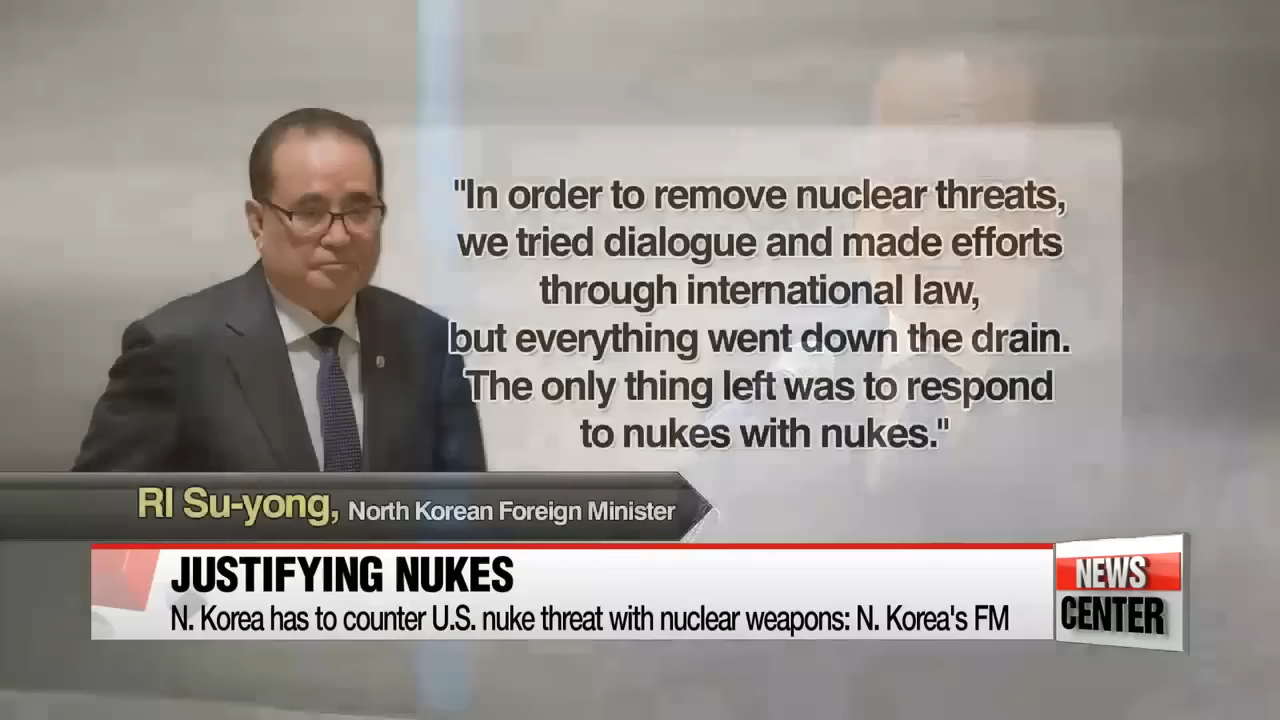 "In order to remove nuclear threats,
we tried dialogue and made efforts
through international law,
but everything went down the drain.
The only thing left was to respond
to nukes with nukes."
RI Su-yong, North Korean Foreign Minister
JUSTIFYING NUKES
N. Korea has to counter U.S. nuke threat with nuclear weapons: N. Korea's FM
NEWS
CENTER